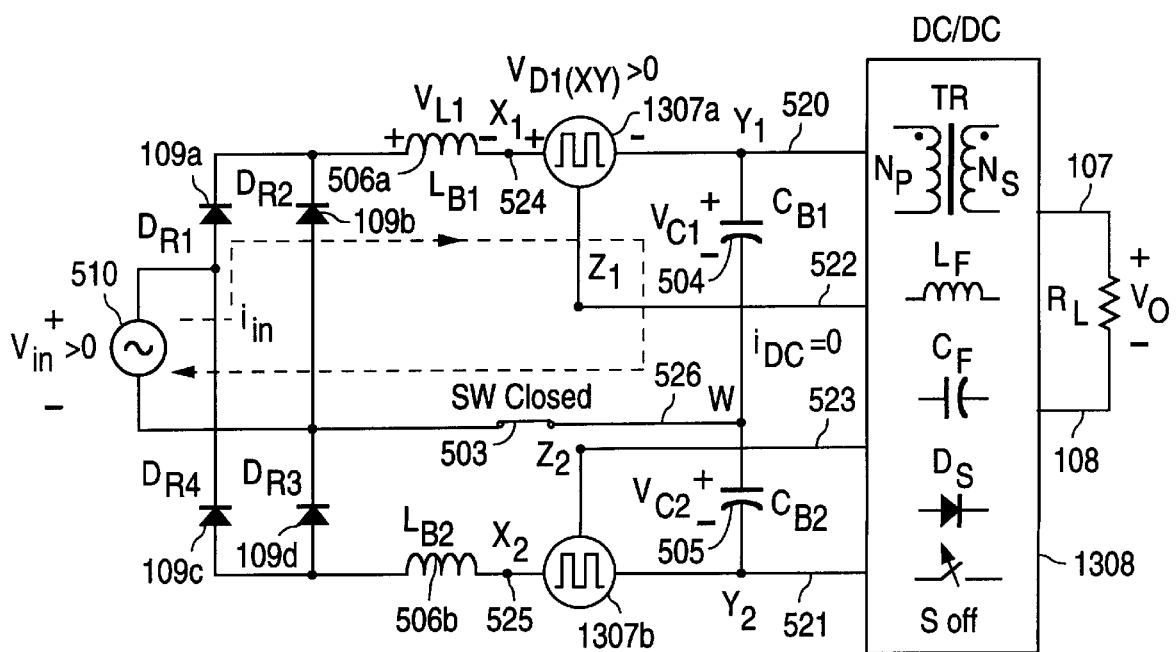 DC/DC
V_D1(XY) >0
1307a
V_L1
X_1
+ -
+ -
Y_1
520
TR
109a
506a
L_B1
524
N_P N_S
107
D_R2
109b
V_C1 +
-
C_B1
504
D_R1
Z_1
522
L_F
510
i_in
R_L
+
V_O
-
+
V_in >0
-
i_DC =0
C_F
526
W
523
SW Closed
503
Z_2
108
D_R4
D_R3
V_C2 +
-
C_B2
505
D_S
L_B2
X_2
109c
109d
506b
525
1307b
Y_2
521
1308
S off